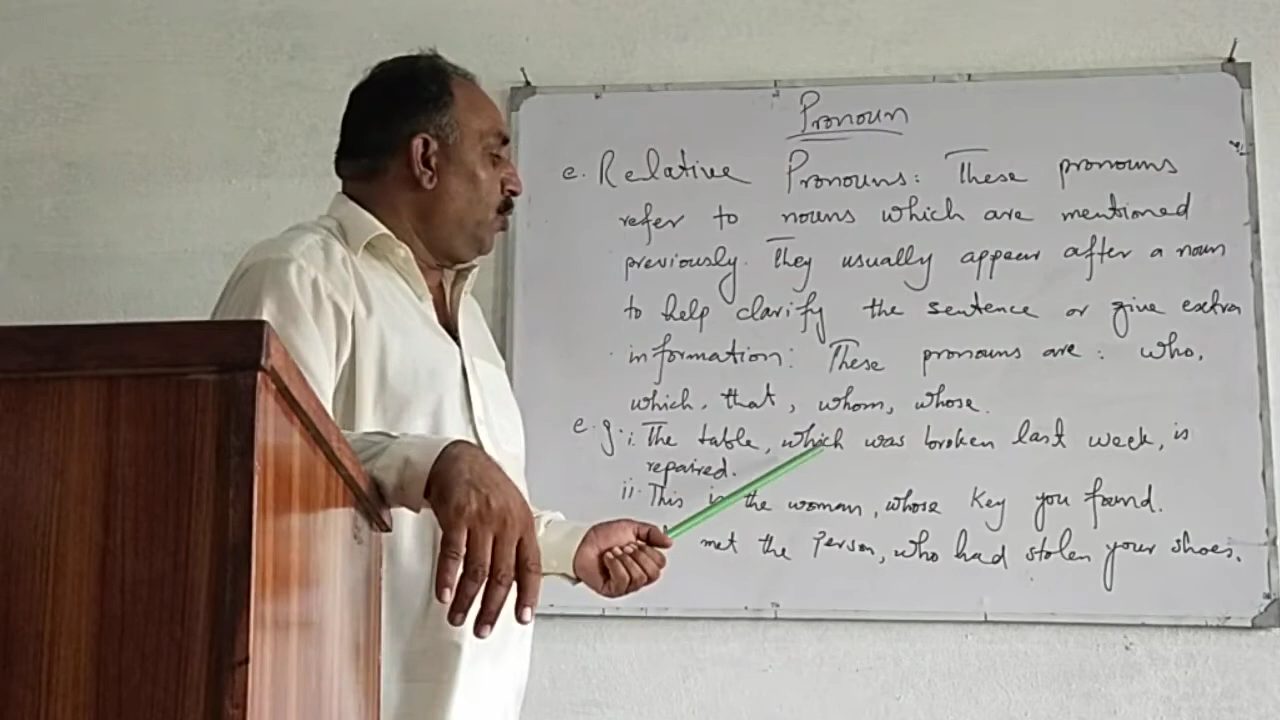 Pronoun
e. Relative Pronouns: These pronouns
refer to nouns which are mentioned
previously. They usually appear after a noun
to help clarify the sentence or give extra
information: These pronouns are: who,
which, that, whom, whose.
e.g. i. The table, which was broken last week, is
repaired.
ii. This is the woman, whose key you found.
met the Person, who had stolen your shoes.